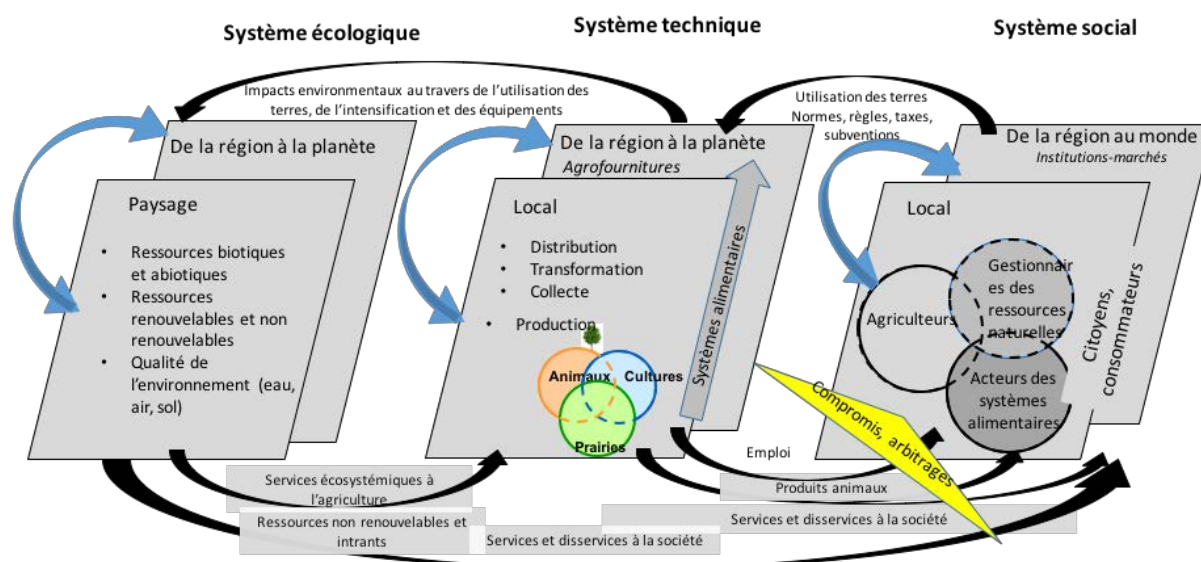 Système écologique
Système technique
Système social
Impacts environmentaux au travers de l'utilisation des
terres, de l'intensification et des équipements
Utilisation des terres
Normes, règles, taxes,
subventions
De la région à la planète
De la région à la planète
Agrofournitures
De la région au monde
Institutions-marchés
Paysage
• Ressources biotiques
et abiotiques
• Ressources
renouvelables et non
renouvelables
• Qualité de
l'environnement (eau,
air, sol)
Local
• Distribution
• Transformation
• Collecte
• Production
Animaux
Cultures
Prairies
Systèmes alimentaires
Local
Agriculteurs
Gestionnair
es des
ressources
naturelles
Acteurs des
systèmes
alimentaires
Citoyens,
consommateurs
Compromis, arbitrages
Emploi
Produits animaux
Services écosystémiques à
l'agriculture
Ressources non renouvelables et
intrants
Services et disservices à la société
Services et disservices à la société